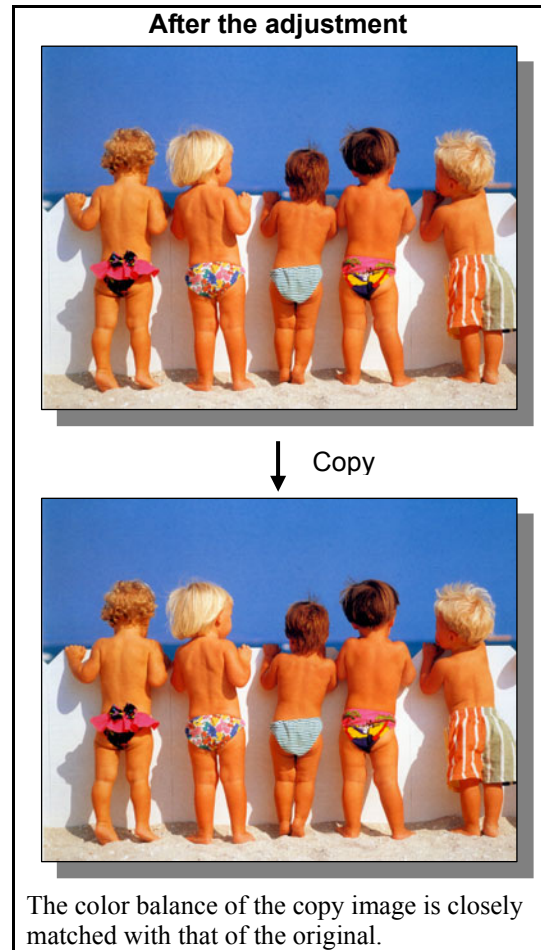 After the adjustment
Copy
The color balance of the copy image is closely
matched with that of the original.